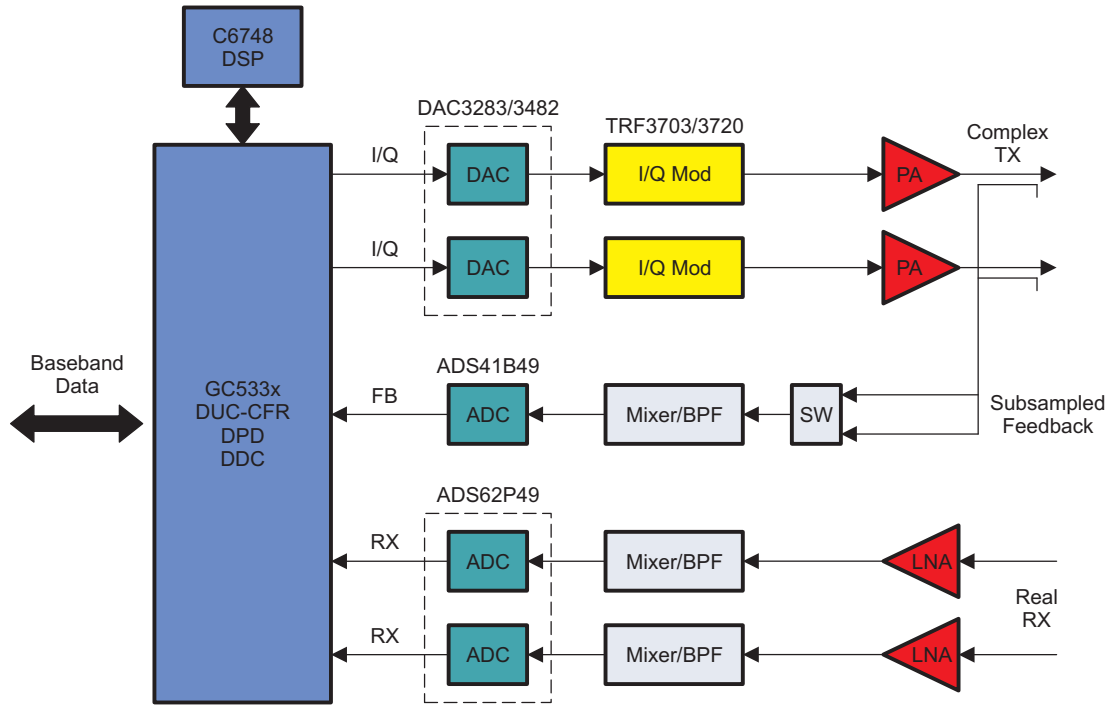 C6748
DSP
DAC3283/3482
TRF3703/3720
Complex
TX
I/Q
DAC
I/Q Mod
PA
I/Q
DAC
I/Q Mod
PA
Baseband
Data
GC533x
DUC-CFR
DPD
DDC
ADS41B49
FB
ADC
Mixer/BPF
SW
Subsampled
Feedback
ADS62P49
RX
ADC
Mixer/BPF
LNA
Real
RX
RX
ADC
Mixer/BPF
LNA